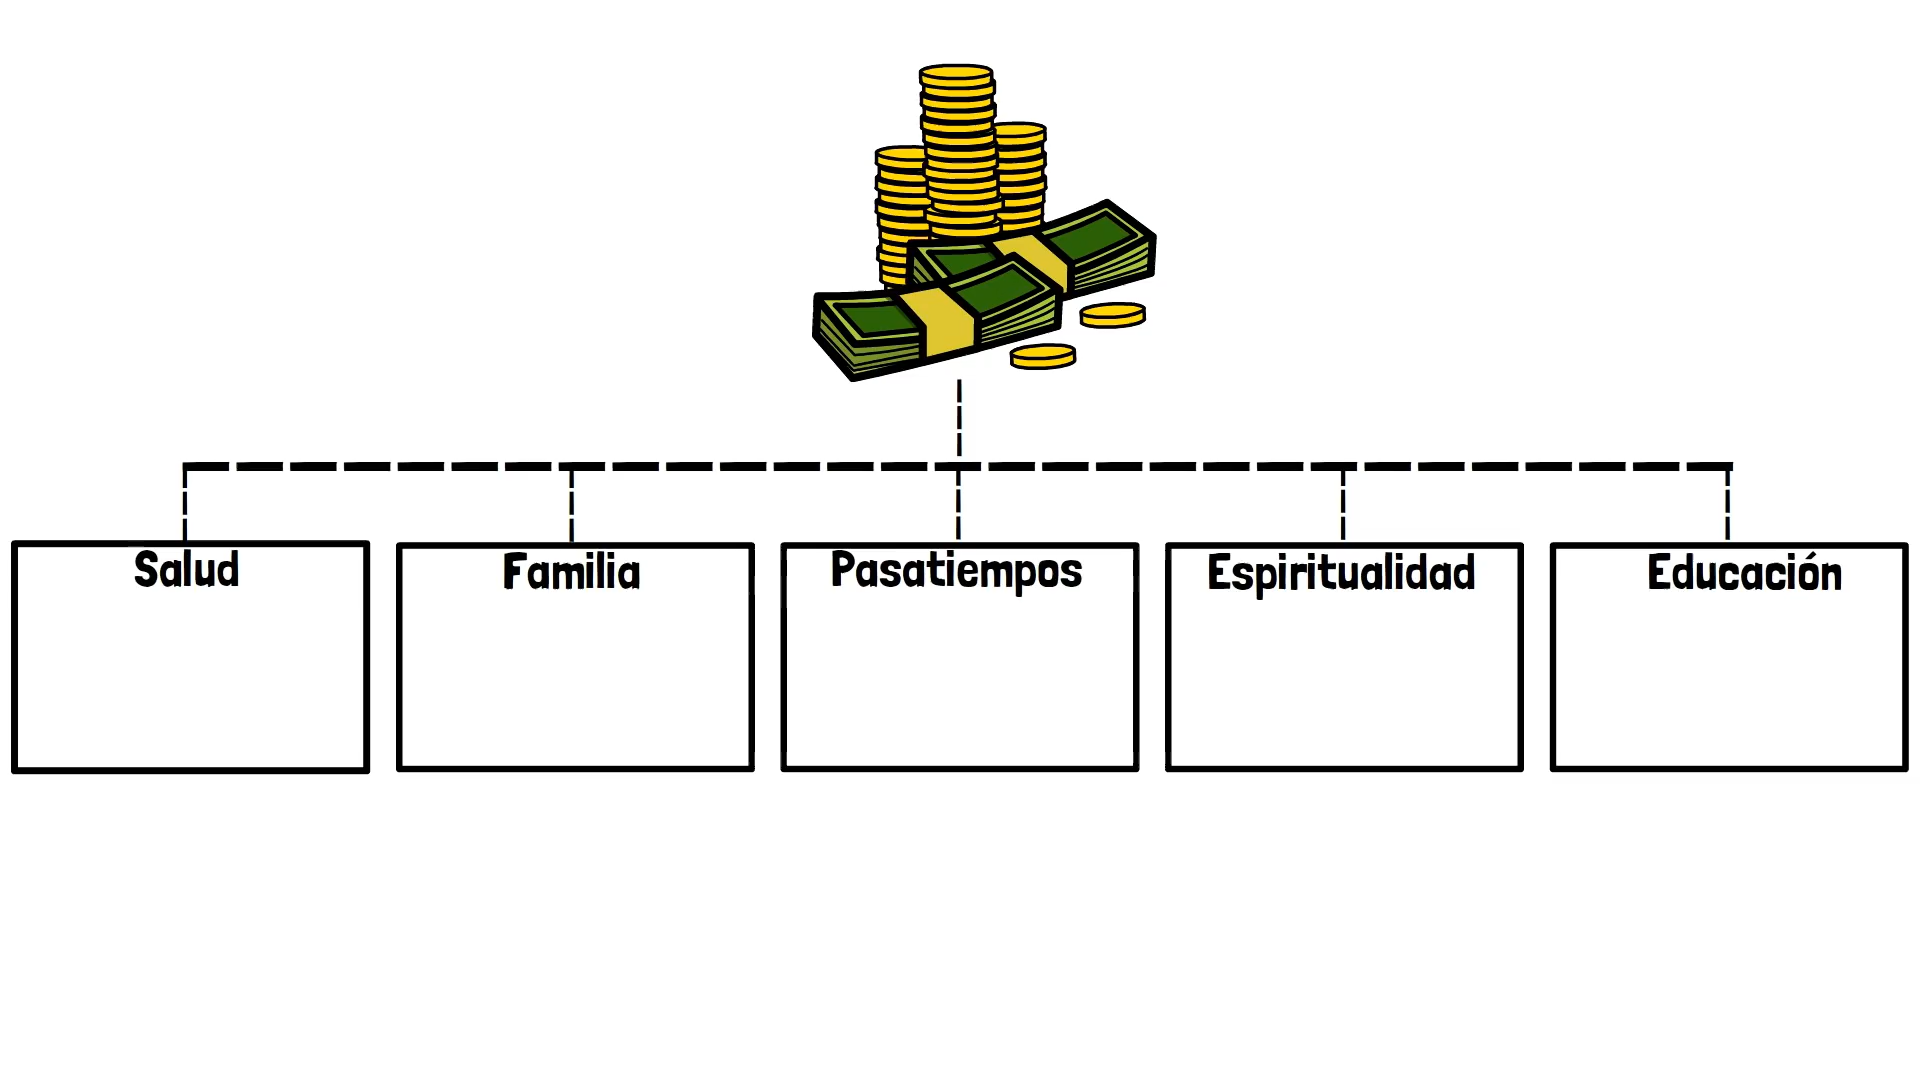 Salud
Familia
Pasatiempos
Espiritualidad
Educación